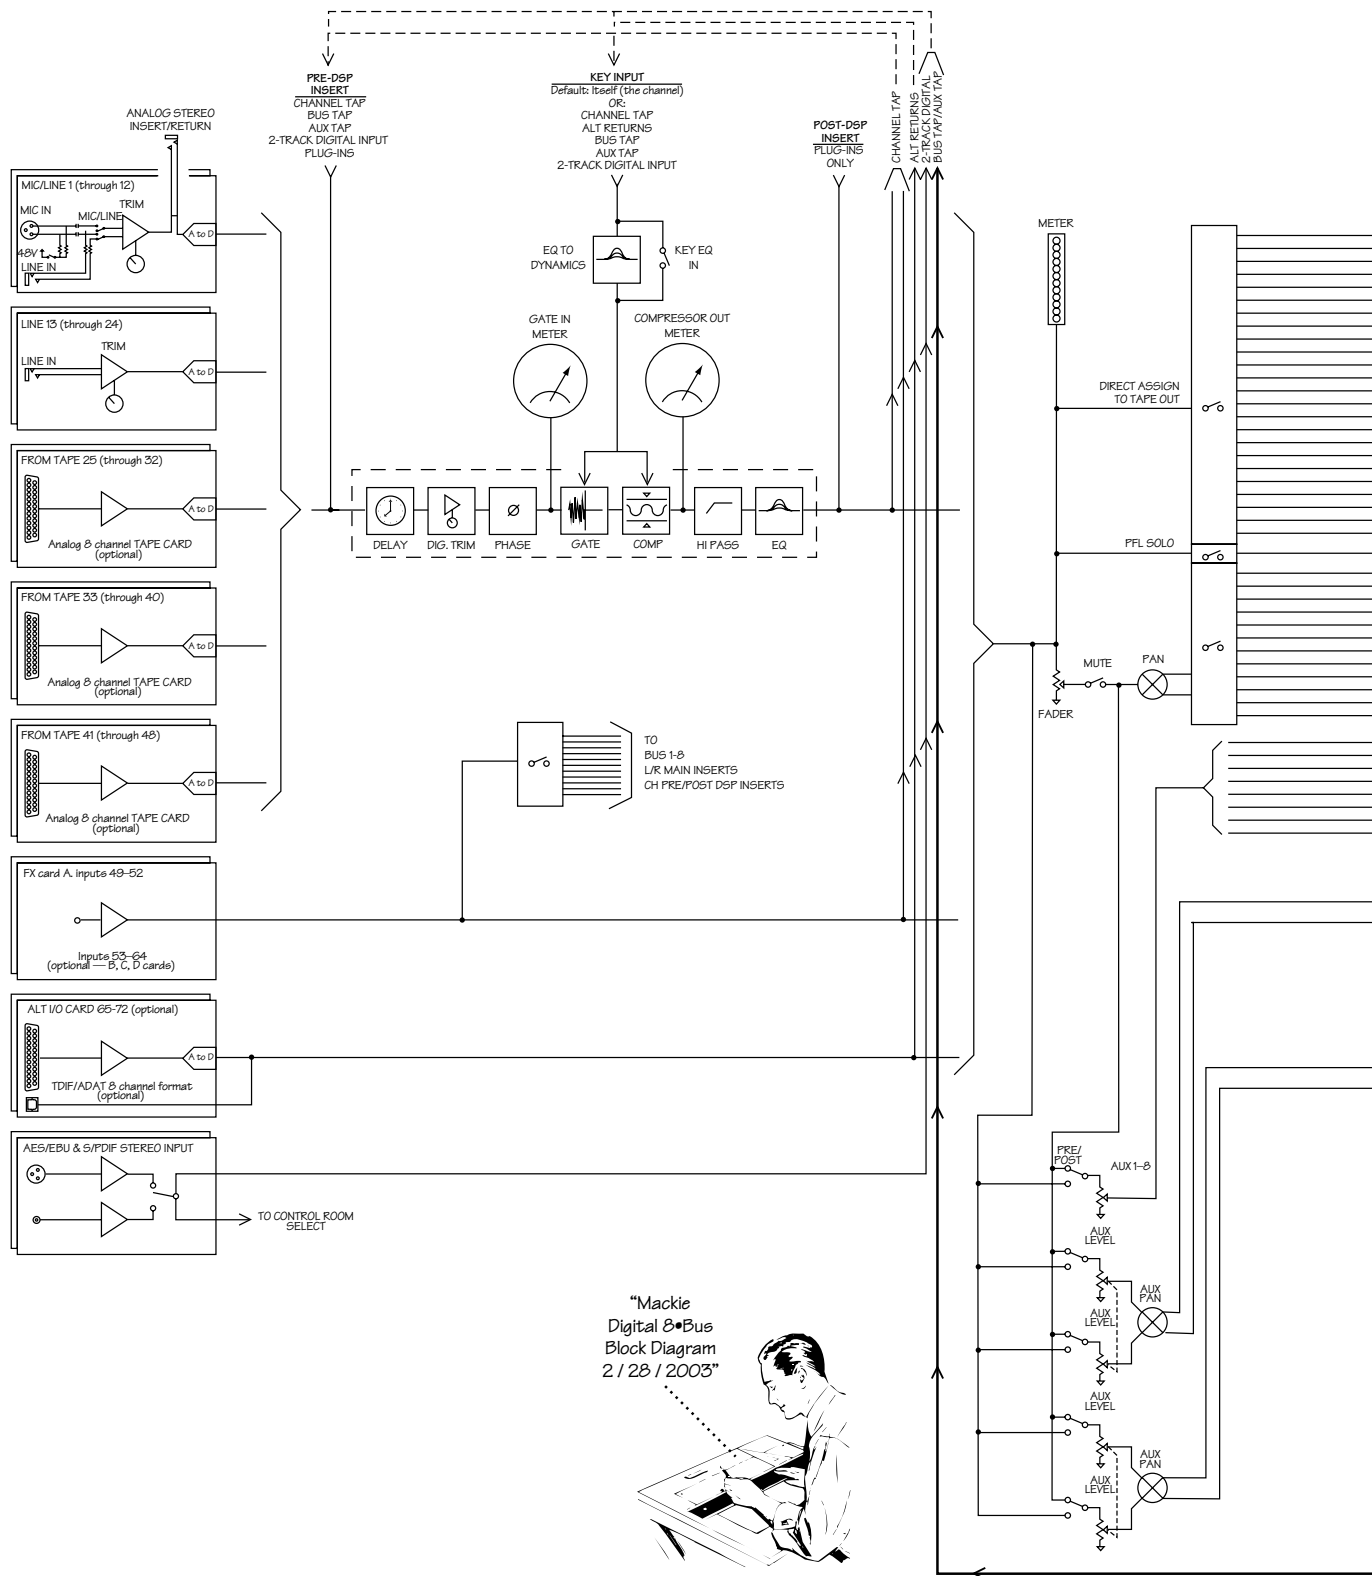 PRE-DSP
INSERT
CHANNEL TAP
BUS TAP
AUX TAP
2-TRACK DIGITAL INPUT
PLUG-INS
KEY INPUT
Default: Itself (the channel)
OR:
CHANNEL TAP
ALT RETURNS
BUS TAP
AUX TAP
2-TRACK DIGITAL INPUT
POST-DSP
INSERT
PLUG-INS
ONLY
CHANNEL TAP
ALT RETURNS
2-TRACK DIGITAL
BUS TAP/AUX TAP
ANALOG STEREO
INSERT/RETURN
MIC/LINE 1 (through 12)
MIC IN
MIC/LINE
TRIM
48V
LINE IN
A to D
EQ TO
DYNAMICS
KEY EQ
IN
METER
LINE 13 (through 24)
LINE IN
TRIM
A to D
GATE IN
METER
COMPRESSOR OUT
METER
DIRECT ASSIGN
TO TAPE OUT
FROM TAPE 25 (through 32)
A to D
Analog 8 channel TAPE CARD
(optional)
DELAY
DIG. TRIM
PHASE
GATE
COMP
HI PASS
EQ
PFL SOLO
FROM TAPE 33 (through 40)
A to D
Analog 8 channel TAPE CARD
(optional)
MUTE
PAN
FADER
FROM TAPE 41 (through 48)
A to D
Analog 8 channel TAPE CARD
(optional)
TO
BUS 1-8
L/R MAIN INSERTS
CH PRE/POST DSP INSERTS
FX card A. inputs 49–52
Inputs 53–64
(optional — B, C, D cards)
ALT I/O CARD 65-72 (optional)
A to D
TDIF/ADAT 8 channel format
(optional)
AES/EBU & S/PDIF STEREO INPUT
TO CONTROL ROOM
SELECT
PRE/
POST
AUX 1–8
AUX
LEVEL
AUX
PAN
AUX
LEVEL
AUX
LEVEL
AUX
PAN
AUX
LEVEL
“Mackie
Digital 8•Bus
Block Diagram
2 / 28 / 2003”